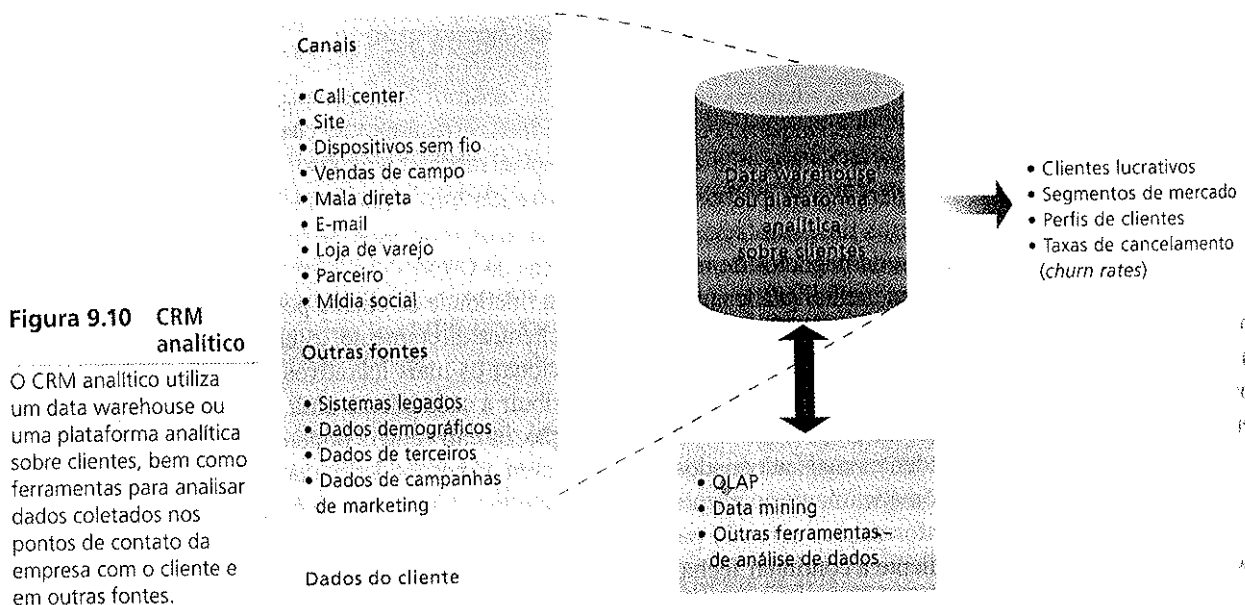 Canais
• Call center
• Site
• Dispositivos sem fio
• Vendas de campo
• Mala direta
• E-mail
• Loja de varejo
• Parceiro
• Mídia social
Outras fontes
• Sistemas legados
• Dados demográficos
• Dados de terceiros
• Dados de campanhas
de marketing
Dados do cliente
Data warehouse
ou plataforma
analítica
sobre clientes
• Clientes lucrativos
• Segmentos de mercado
• Perfis de clientes
• Taxas de cancelamento
(churn rates)
• OLAP
• Data mining
• Outras ferramentas
de análise de dados
Figura 9.10 CRM
analítico
O CRM analítico utiliza
um data warehouse ou
uma plataforma analítica
sobre clientes, bem como
ferramentas para analisar
dados coletados nos
pontos de contato da
empresa com o cliente e
em outras fontes.